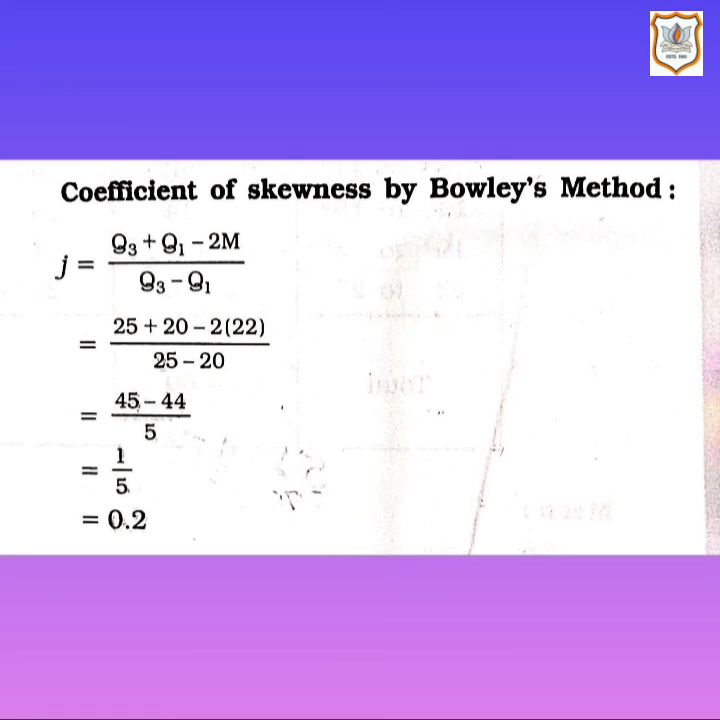 Coefficient of skewness by Bowley's Method :
j = (Q₃ + Q₁ – 2M) / (Q₃ – Q₁)
= (25 + 20 – 2(22)) / (25 – 20)
= (45 – 44) / 5
= 1 / 5
= 0.2